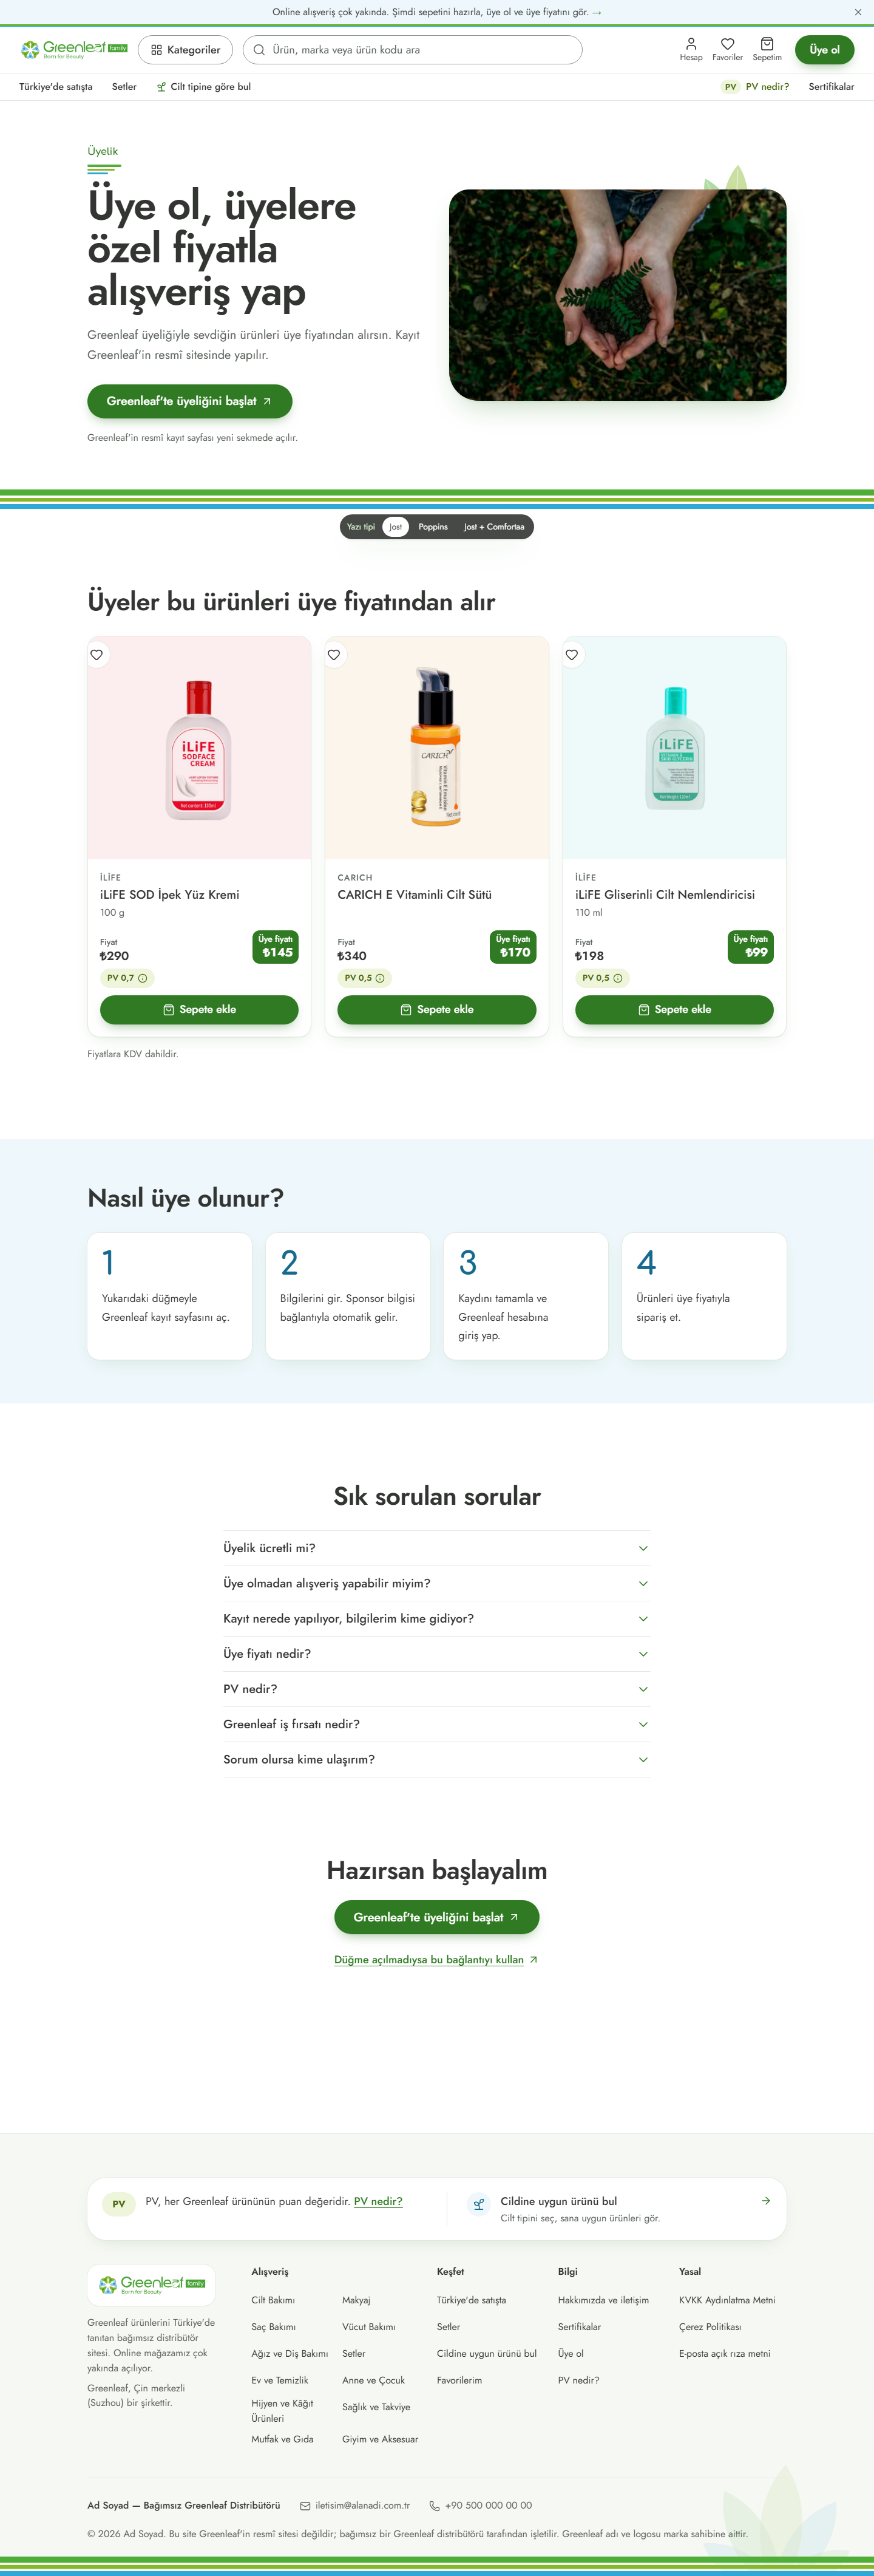 Online alışveriş çok yakında. Şimdi sepetini hazırla, üye ol ve üye fiyatını gör. →
Greenleaf family
Born for Beauty
Kategoriler
Ürün, marka veya ürün kodu ara
Hesap
Favoriler
Sepetim
Üye ol
Türkiye'de satışta
Setler
Cilt tipine göre bul
PV PV nedir?
Sertifikalar
Üyelik
Üye ol, üyelere
özel fiyatla
alışveriş yap
Greenleaf üyeliğiyle sevdiğin ürünleri üye fiyatından alırsın. Kayıt
Greenleaf'in resmî sitesinde yapılır.
Greenleaf'te üyeliğini başlat
Greenleaf'in resmî kayıt sayfası yeni sekmede açılır.
Yazı tipi Jost Poppins Jost + Comfortaa
Üyeler bu ürünleri üye fiyatından alır
iLiFE
SODFACE
CREAM
Net content: 100ml
İLİFE
iLiFE SOD İpek Yüz Kremi
100 g
Fiyat
₺290
Üye fiyatı
₺145
PV 0,7
Sepete ekle
CARICH
Vitamin E Emulsion
CARICH
CARICH E Vitaminli Cilt Sütü
Fiyat
₺340
Üye fiyatı
₺170
PV 0,5
Sepete ekle
iLiFE
İLİFE
iLiFE Gliserinli Cilt Nemlendiricisi
110 ml
Fiyat
₺198
Üye fiyatı
₺99
PV 0,5
Sepete ekle
Fiyatlara KDV dahildir.
Nasıl üye olunur?
1
Yukarıdaki düğmeyle
Greenleaf kayıt sayfasını aç.
2
Bilgilerini gir. Sponsor bilgisi
bağlantıyla otomatik gelir.
3
Kaydını tamamla ve
Greenleaf hesabına
giriş yap.
4
Ürünleri üye fiyatıyla
sipariş et.
Sık sorulan sorular
Üyelik ücretli mi?
Üye olmadan alışveriş yapabilir miyim?
Kayıt nerede yapılıyor, bilgilerim kime gidiyor?
Üye fiyatı nedir?
PV nedir?
Greenleaf iş fırsatı nedir?
Sorum olursa kime ulaşırım?
Hazırsan başlayalım
Greenleaf'te üyeliğini başlat
Düğme açılmadıysa bu bağlantıyı kullan
PV PV, her Greenleaf ürününün puan değeridir. PV nedir?
Cildine uygun ürünü bul
Cilt tipini seç, sana uygun ürünleri gör.
Greenleaf family
Born for Beauty
Greenleaf ürünlerini Türkiye'de
tanıtan bağımsız distribütör
sitesi. Online mağazamız çok
yakında açılıyor.
Greenleaf, Çin merkezli
(Suzhou) bir şirkettir.
Alışveriş
Cilt Bakımı
Makyaj
Saç Bakımı
Vücut Bakımı
Ağız ve Diş Bakımı
Setler
Ev ve Temizlik
Anne ve Çocuk
Hijyen ve Kâğıt
Ürünleri
Sağlık ve Takviye
Mutfak ve Gıda
Giyim ve Aksesuar
Keşfet
Türkiye'de satışta
Setler
Cildine uygun ürünü bul
Favorilerim
Bilgi
Hakkımızda ve iletişim
Sertifikalar
Üye ol
PV nedir?
Yasal
KVKK Aydınlatma Metni
Çerez Politikası
E-posta açık rıza metni
Ad Soyad — Bağımsız Greenleaf Distribütörü
iletisim@alanadi.com.tr
+90 500 000 00 00
© 2026 Ad Soyad. Bu site Greenleaf'in resmî sitesi değildir; bağımsız bir Greenleaf distribütörü tarafından işletilir. Greenleaf adı ve logosu marka sahibine aittir.